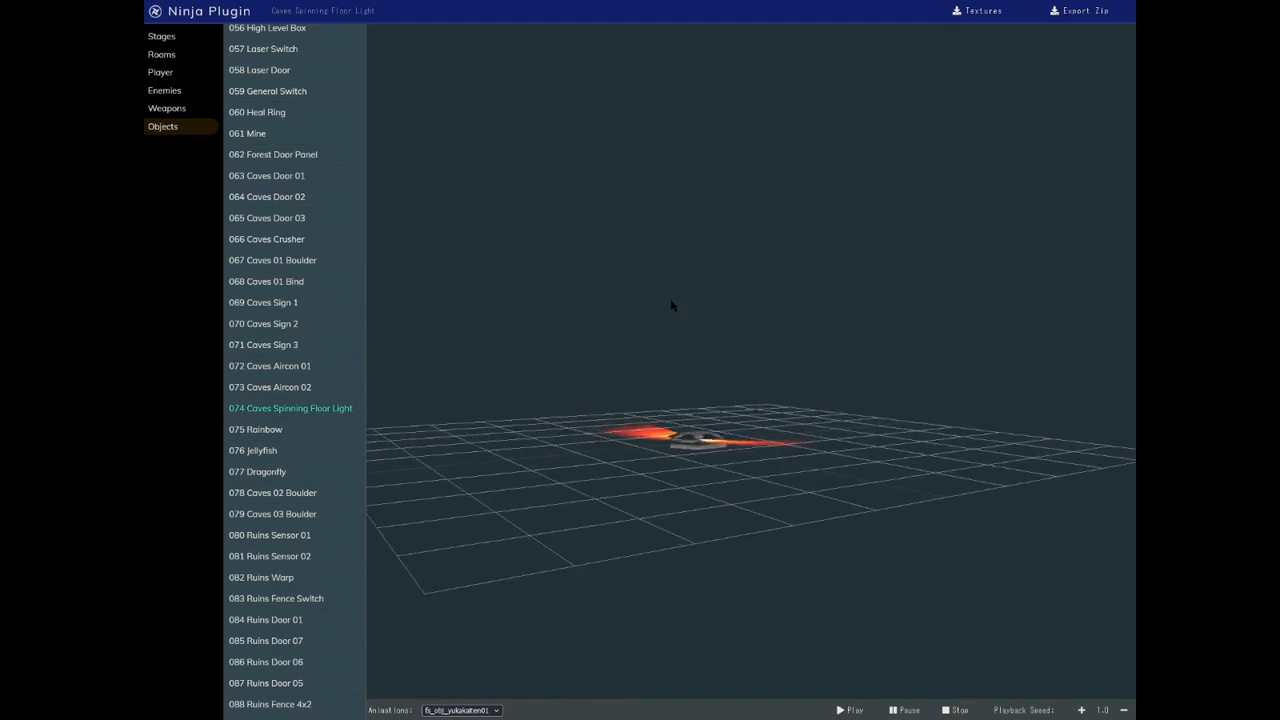 Ninja Plugin
Caves Spinning Floor Light
Textures
Export Zip
Stages
Rooms
Player
Enemies
Weapons
Objects
056 High Level Box
057 Laser Switch
058 Laser Door
059 General Switch
060 Heal Ring
061 Mine
062 Forest Door Panel
063 Caves Door 01
064 Caves Door 02
065 Caves Door 03
066 Caves Crusher
067 Caves 01 Boulder
068 Caves 01 Bind
069 Caves Sign 1
070 Caves Sign 2
071 Caves Sign 3
072 Caves Aircon 01
073 Caves Aircon 02
074 Caves Spinning Floor Light
075 Rainbow
076 Jellyfish
077 Dragonfly
078 Caves 02 Boulder
079 Caves 03 Boulder
080 Ruins Sensor 01
081 Ruins Sensor 02
082 Ruins Warp
083 Ruins Fence Switch
084 Ruins Door 01
085 Ruins Door 07
086 Ruins Door 06
087 Ruins Door 05
088 Ruins Fence 4x2
Animations: fs_obj_yukakaiten01
Play
Pause
Stop
Playback Speed: + 1.0 −